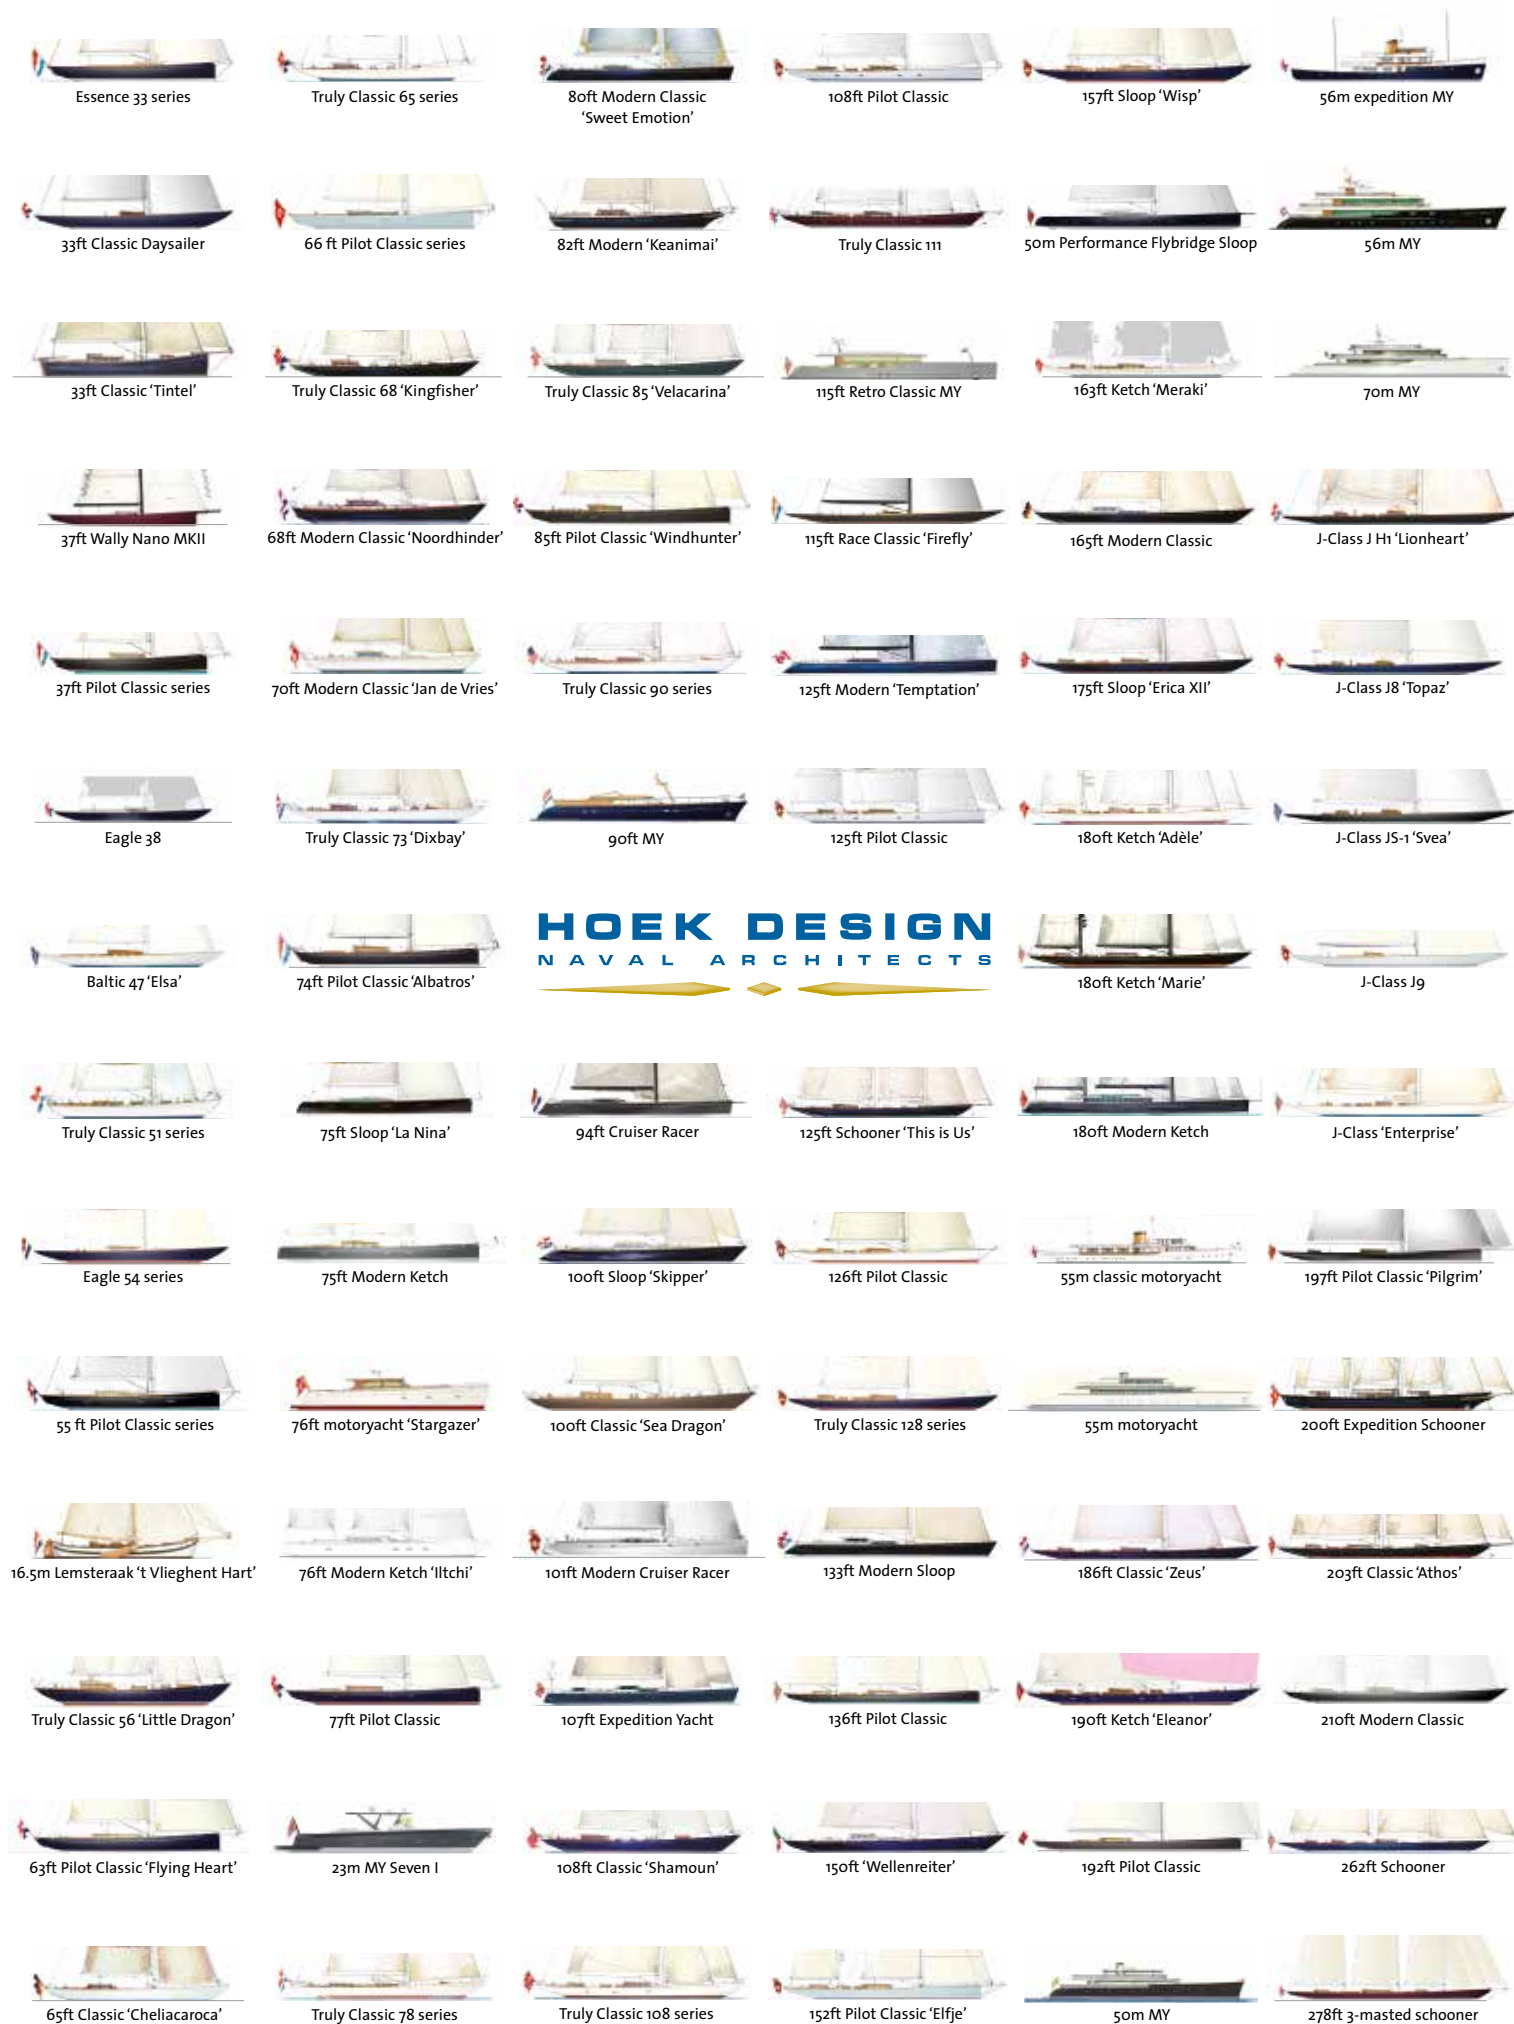 Essence 33 series
Truly Classic 65 series
80ft Modern Classic
‘Sweet Emotion’
108ft Pilot Classic
157ft Sloop ‘Wisp’
56m expedition MY
33ft Classic Daysailer
66 ft Pilot Classic series
82ft Modern ‘Keanimai’
Truly Classic 111
50m Performance Flybridge Sloop
56m MY
33ft Classic ‘Tintel’
Truly Classic 68 ‘Kingfisher’
Truly Classic 85 ‘Velacarina’
115ft Retro Classic MY
163ft Ketch ‘Meraki’
70m MY
37ft Wally Nano MKII
68ft Modern Classic ‘Noordhinder’
85ft Pilot Classic ‘Windhunter’
115ft Race Classic ‘Firefly’
165ft Modern Classic
J-Class J H1 ‘Lionheart’
37ft Pilot Classic series
70ft Modern Classic ‘Jan de Vries’
Truly Classic 90 series
125ft Modern ‘Temptation’
175ft Sloop ‘Erica XII’
J-Class J8 ‘Topaz’
Eagle 38
Truly Classic 73 ‘Dixbay’
90ft MY
125ft Pilot Classic
180ft Ketch ‘Adèle’
J-Class JS-1 ‘Svea’
Baltic 47 ‘Elsa’
74ft Pilot Classic ‘Albatros’
HOEK DESIGN
NAVAL ARCHITECTS
180ft Ketch ‘Marie’
J-Class J9
Truly Classic 51 series
75ft Sloop ‘La Nina’
94ft Cruiser Racer
125ft Schooner ‘This is Us’
180ft Modern Ketch
J-Class ‘Enterprise’
Eagle 54 series
75ft Modern Ketch
100ft Sloop ‘Skipper’
126ft Pilot Classic
55m classic motoryacht
197ft Pilot Classic ‘Pilgrim’
55 ft Pilot Classic series
76ft motoryacht ‘Stargazer’
100ft Classic ‘Sea Dragon’
Truly Classic 128 series
55m motoryacht
200ft Expedition Schooner
16.5m Lemsteraak ‘t Vlieghent Hart’
76ft Modern Ketch ‘Iltchi’
101ft Modern Cruiser Racer
133ft Modern Sloop
186ft Classic ‘Zeus’
203ft Classic ‘Athos’
Truly Classic 56 ‘Little Dragon’
77ft Pilot Classic
107ft Expedition Yacht
136ft Pilot Classic
190ft Ketch ‘Eleanor’
210ft Modern Classic
63ft Pilot Classic ‘Flying Heart’
23m MY Seven I
108ft Classic ‘Shamoun’
150ft ‘Wellenreiter’
192ft Pilot Classic
262ft Schooner
65ft Classic ‘Cheliacaroca’
Truly Classic 78 series
Truly Classic 108 series
152ft Pilot Classic ‘Elfje’
50m MY
278ft 3-masted schooner